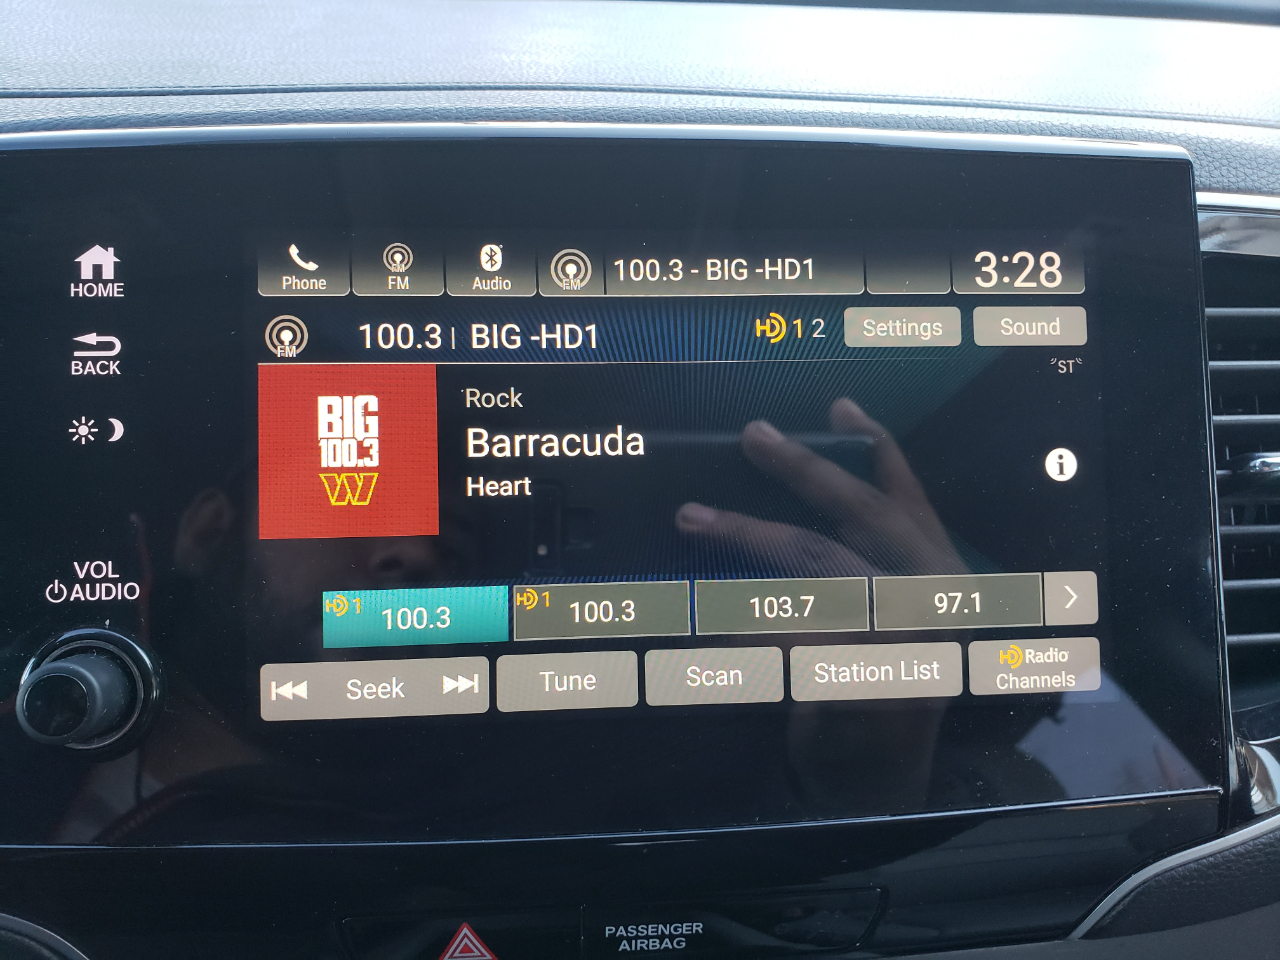 HOME
BACK
VOL
AUDIO
Phone
FM
FM
Audio
FM
100.3 - BIG -HD1
3:28
FM
100.3 | BIG -HD1
HD 1 2
Settings
Sound
ST
BIG
100.3
W
Rock
Barracuda
Heart
i
HD 1
100.3
HD 1
100.3
103.7
97.1
Seek
Tune
Scan
Station List
HD Radio
Channels
PASSENGER
AIRBAG